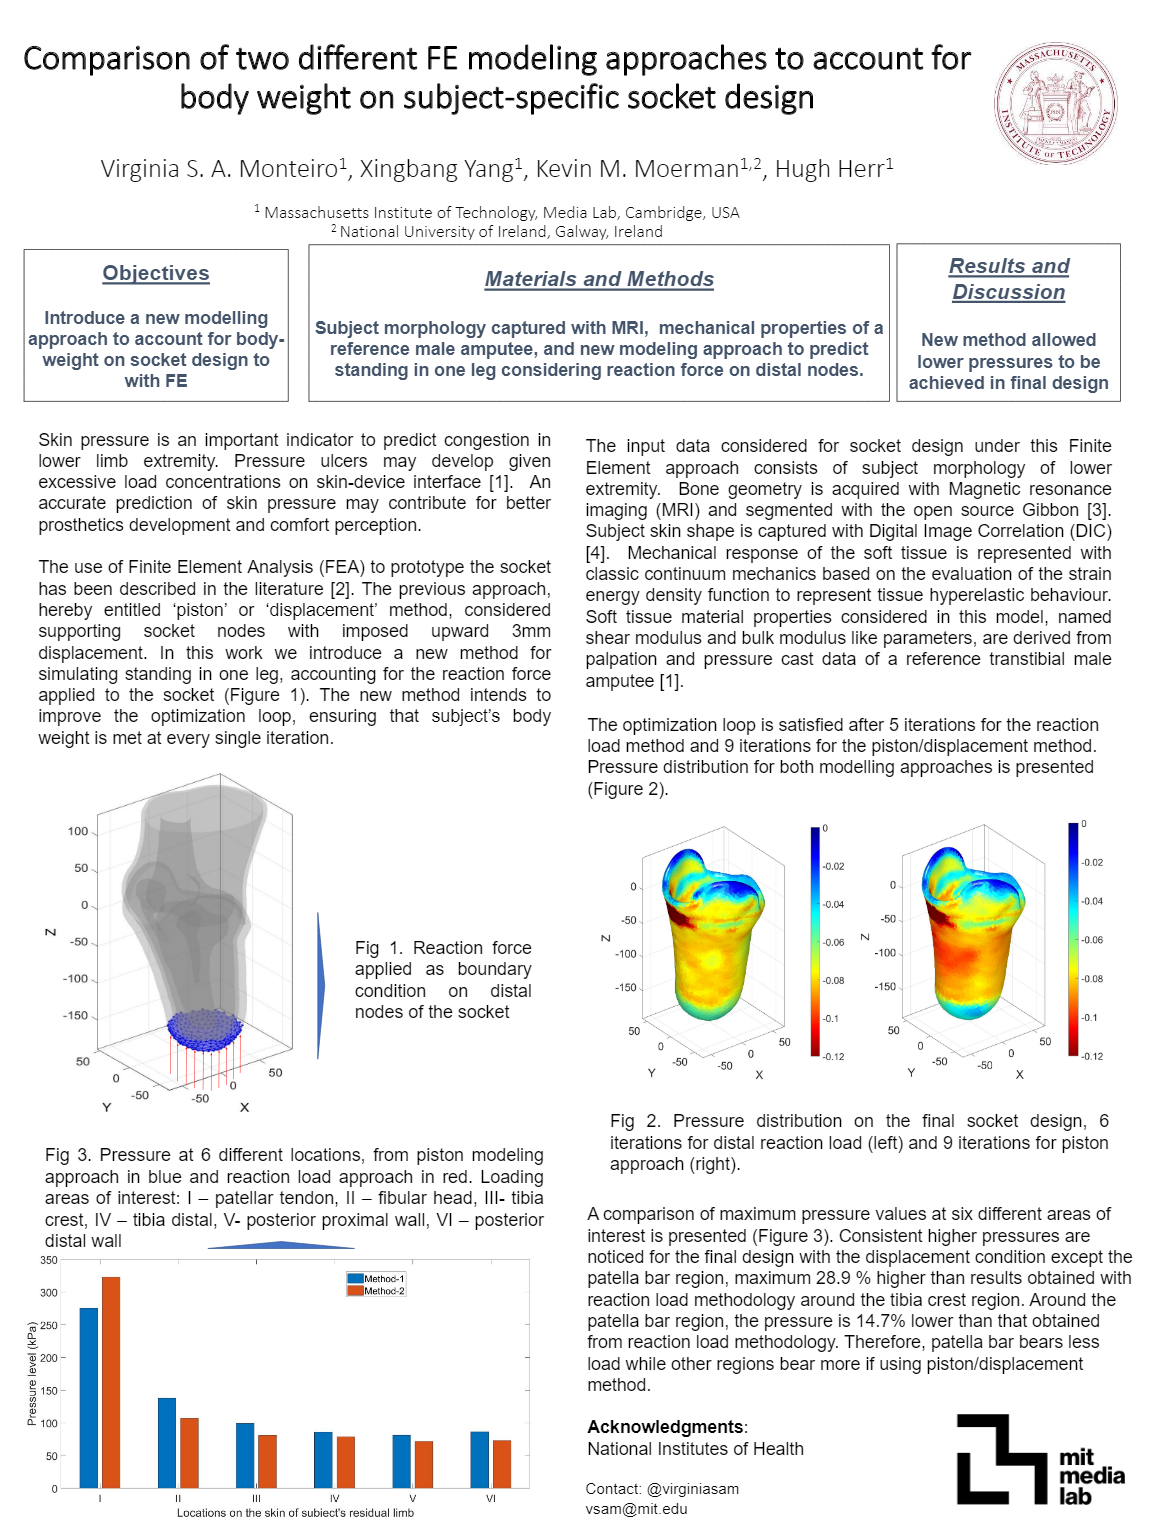 Comparison of two different FE modeling approaches to account for
body weight on subject-specific socket design
MASSACHUSETTS
INSTITUTE OF TECHNOLOGY
Virginia S. A. Monteiro1, Xingbang Yang1, Kevin M. Moerman1,2, Hugh Herr1
1 Massachusetts Institute of Technology, Media Lab, Cambridge, USA
2 National University of Ireland, Galway, Ireland
Objectives
Introduce a new modelling
approach to account for body-
weight on socket design to
with FE
Materials and Methods
Subject morphology captured with MRI, mechanical properties of a
reference male amputee, and new modeling approach to predict
standing in one leg considering reaction force on distal nodes.
Results and
Discussion
New method allowed
lower pressures to be
achieved in final design
Skin pressure is an important indicator to predict congestion in
lower limb extremity. Pressure ulcers may develop given
excessive load concentrations on skin-device interface [1]. An
accurate prediction of skin pressure may contribute for better
prosthetics development and comfort perception.
The use of Finite Element Analysis (FEA) to prototype the socket
has been described in the literature [2]. The previous approach,
hereby entitled ‘piston’ or ‘displacement’ method, considered
supporting socket nodes with imposed upward 3mm
displacement. In this work we introduce a new method for
simulating standing in one leg, accounting for the reaction force
applied to the socket (Figure 1). The new method intends to
improve the optimization loop, ensuring that subject’s body
weight is met at every single iteration.
100
50
0
-50
-100
-150
Z
50
0
-50
Y
-50
0
50
X
Fig 1. Reaction force
applied as boundary
condition on distal
nodes of the socket
Fig 3. Pressure at 6 different locations, from piston modeling
approach in blue and reaction load approach in red. Loading
areas of interest: I – patellar tendon, II – fibular head, III- tibia
crest, IV – tibia distal, V- posterior proximal wall, VI – posterior
distal wall
350
300
250
200
150
100
50
0
Pressure level (kPa)
Method-1
Method-2
I II III IV V VI
Locations on the skin of subject's residual limb
The input data considered for socket design under this Finite
Element approach consists of subject morphology of lower
extremity. Bone geometry is acquired with Magnetic resonance
imaging (MRI) and segmented with the open source Gibbon [3].
Subject skin shape is captured with Digital Image Correlation (DIC)
[4]. Mechanical response of the soft tissue is represented with
classic continuum mechanics based on the evaluation of the strain
energy density function to represent tissue hyperelastic behaviour.
Soft tissue material properties considered in this model, named
shear modulus and bulk modulus like parameters, are derived from
palpation and pressure cast data of a reference transtibial male
amputee [1].
The optimization loop is satisfied after 5 iterations for the reaction
load method and 9 iterations for the piston/displacement method.
Pressure distribution for both modelling approaches is presented
(Figure 2).
0
-50
-100
-150
Z
50
0
-50
Y
-50
0
50
X
0
-0.02
-0.04
-0.06
-0.08
-0.1
-0.12
0
-50
-100
-150
Z
50
0
-50
Y
-50
0
50
X
0
-0.02
-0.04
-0.06
-0.08
-0.1
-0.12
Fig 2. Pressure distribution on the final socket design, 6
iterations for distal reaction load (left) and 9 iterations for piston
approach (right).
A comparison of maximum pressure values at six different areas of
interest is presented (Figure 3). Consistent higher pressures are
noticed for the final design with the displacement condition except the
patella bar region, maximum 28.9 % higher than results obtained with
reaction load methodology around the tibia crest region. Around the
patella bar region, the pressure is 14.7% lower than that obtained
from reaction load methodology. Therefore, patella bar bears less
load while other regions bear more if using piston/displacement
method.
Acknowledgments:
National Institutes of Health
Contact: @virginiasam
vsam@mit.edu
mit
media
lab